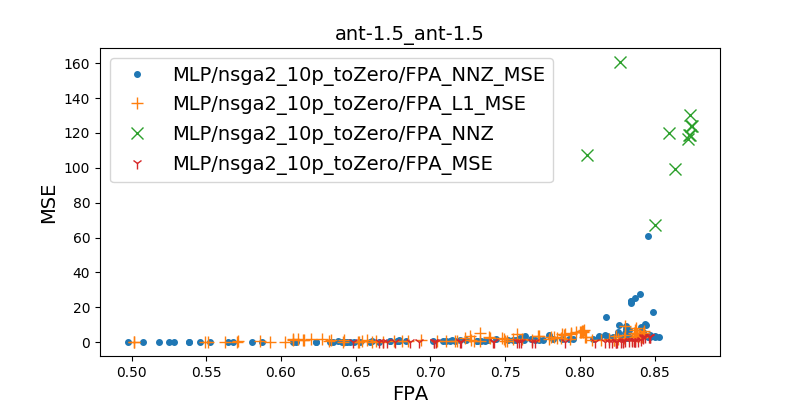 ant-1.5_ant-1.5
MLP/nsga2_10p_toZero/FPA_NNZ_MSE
MLP/nsga2_10p_toZero/FPA_L1_MSE
MLP/nsga2_10p_toZero/FPA_NNZ
MLP/nsga2_10p_toZero/FPA_MSE
MSE
160
140
120
100
80
60
40
20
0
0.50 0.55 0.60 0.65 0.70 0.75 0.80 0.85
FPA